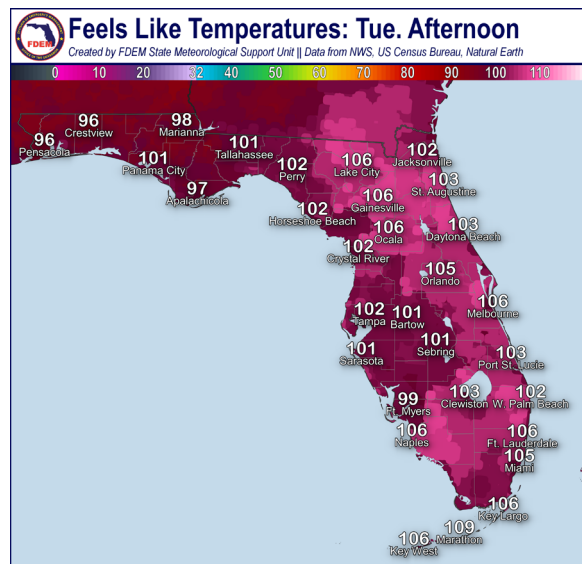 FDEM
Feels Like Temperatures: Tue. Afternoon
Created by FDEM State Meteorological Support Unit || Data from NWS, US Census Bureau, Natural Earth
0 10 20 32 40 50 60 70 80 90 100 110
96
Pensacola
96
Crestview
98
Marianna
101
Panama City
97
Apalachicola
101
Tallahassee
102
Perry
106
Lake City
102
Jacksonville
103
St. Augustine
106
Gainesville
102
Horseshoe Beach
106
Ocala
103
Daytona Beach
102
Crystal River
105
Orlando
106
Melbourne
102
Tampa
101
Bartow
101
Sebring
101
Sarasota
103
Port St. Lucie
99
Ft. Myers
103
Clewiston
102
W. Palm Beach
106
Naples
106
Ft. Lauderdale
105
Miami
106
Key Largo
109
Marathon
106
Key West